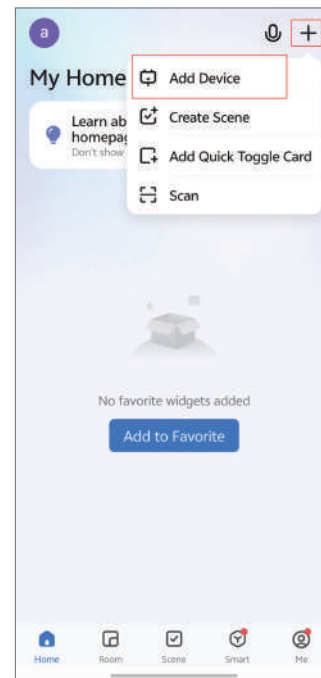 a
My Home
Add Device
Learn ab
homepag
Don't show
Create Scene
Add Quick Toggle Card
Scan
No favorite widgets added
Add to Favorite
Home
Room
Scene
Smart
Me